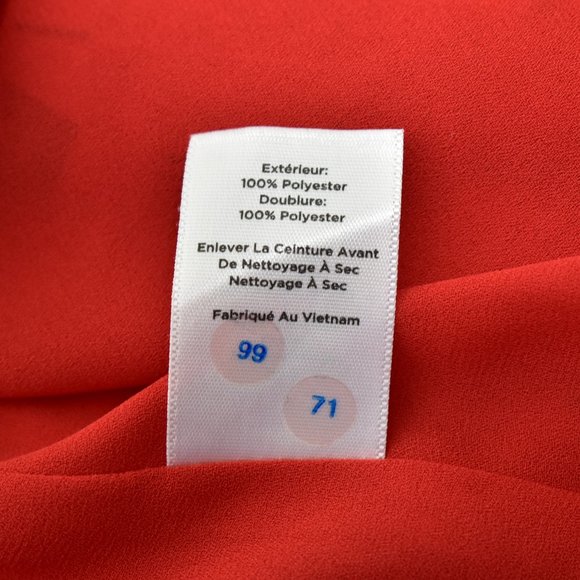 Extérieur:
100% Polyester
Doublure:
100% Polyester
Enlever La Ceinture Avant
De Nettoyage À Sec
Nettoyage À Sec
Fabriqué Au Vietnam
99
71